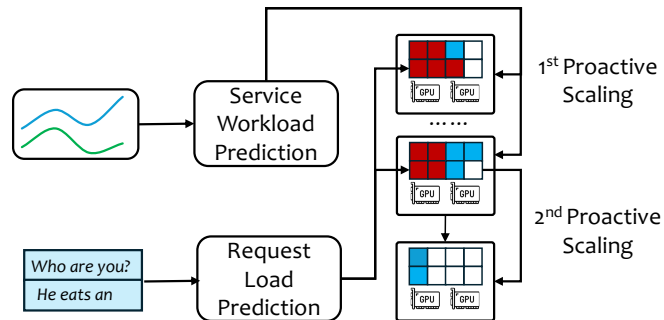 Service
Workload
Prediction
GPU GPU
1st Proactive
Scaling
......
GPU GPU
2nd Proactive
Scaling
Who are you?
He eats an
Request
Load
Prediction
GPU GPU